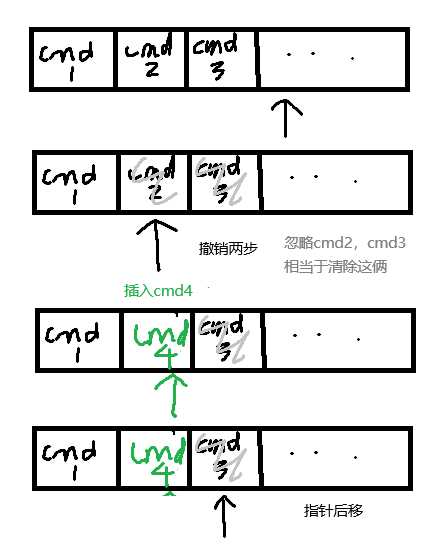 cmd 1 cmd 2 cmd 3 . . .
cmd 1 cmd 2 cmd 3 . . .
撤销两步
忽略cmd2，cmd3
相当于清除这俩
插入cmd4
cmd 1 cmd 4 cmd 3 . . .
cmd 1 cmd 4 cmd 3 . . .
指针后移